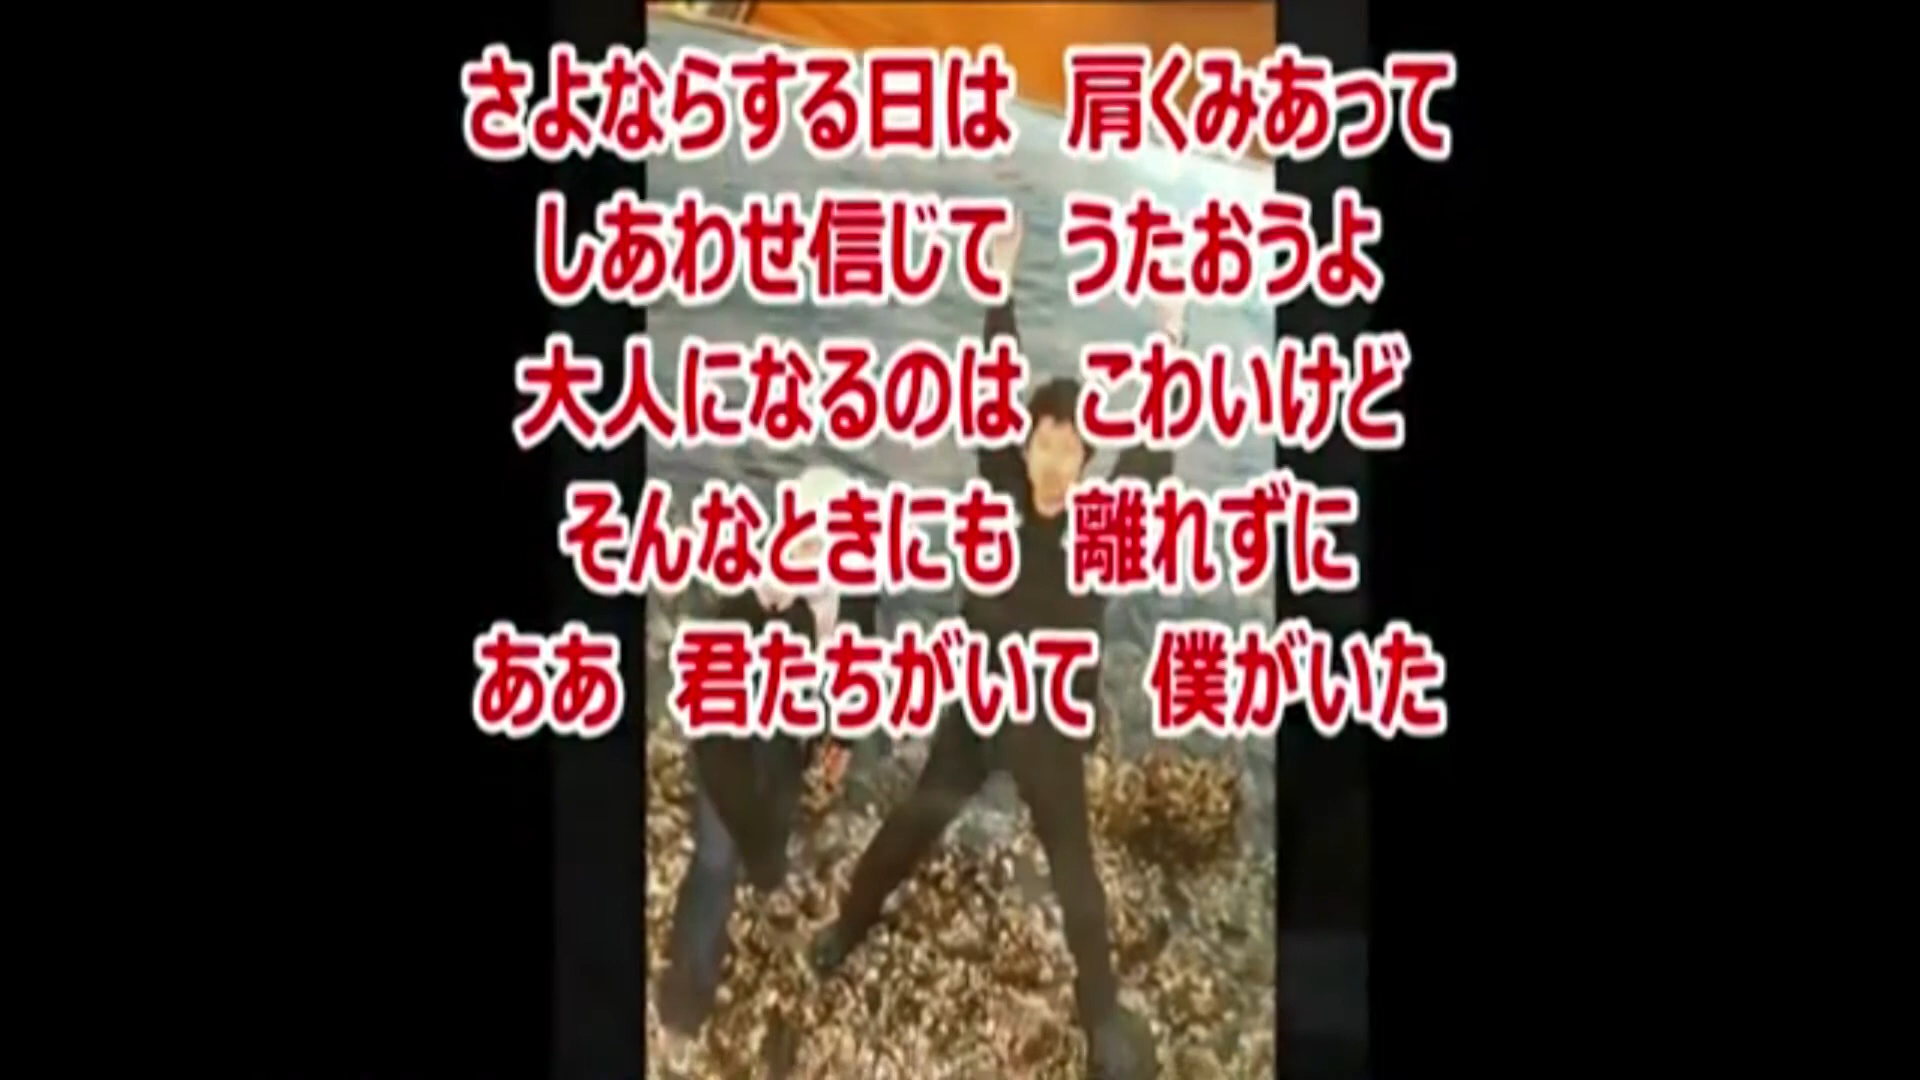 さよならする日は　肩くみあって
しあわせ信じて　うたおうよ
大人になるのは　こわいけど
そんなときにも　離れずに
ああ　君たちがいて　僕がいた